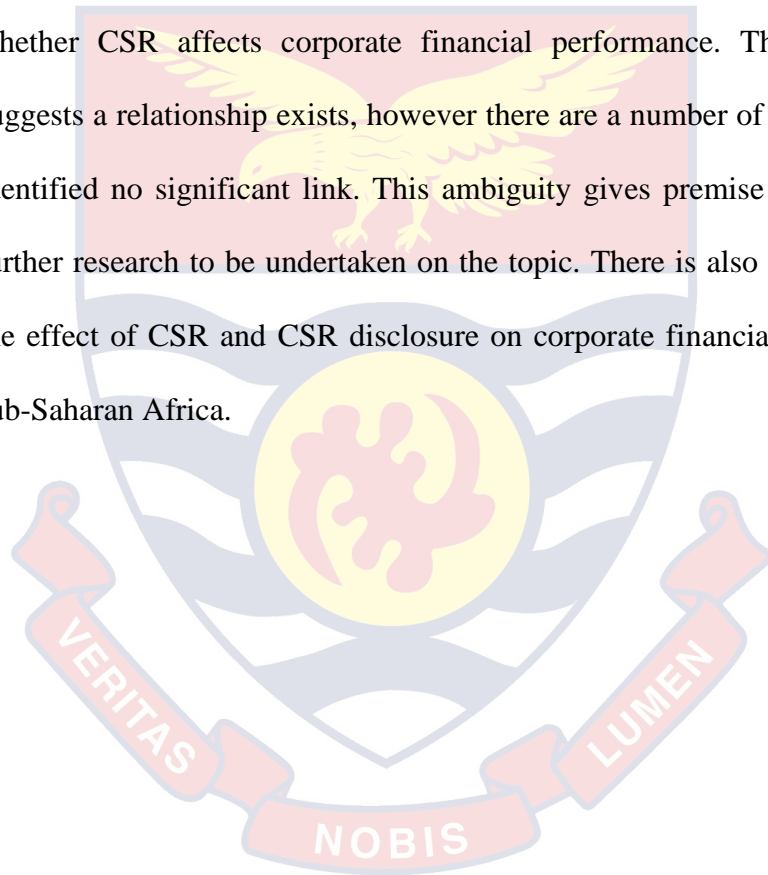 hether CSR affects corporate financial performance. Th
uggests a relationship exists, however there are a number of
entified no significant link. This ambiguity gives premise
urther research to be undertaken on the topic. There is also
e effect of CSR and CSR disclosure on corporate financia
ub-Saharan Africa.
VERITAS
NOBIS
LUMEN